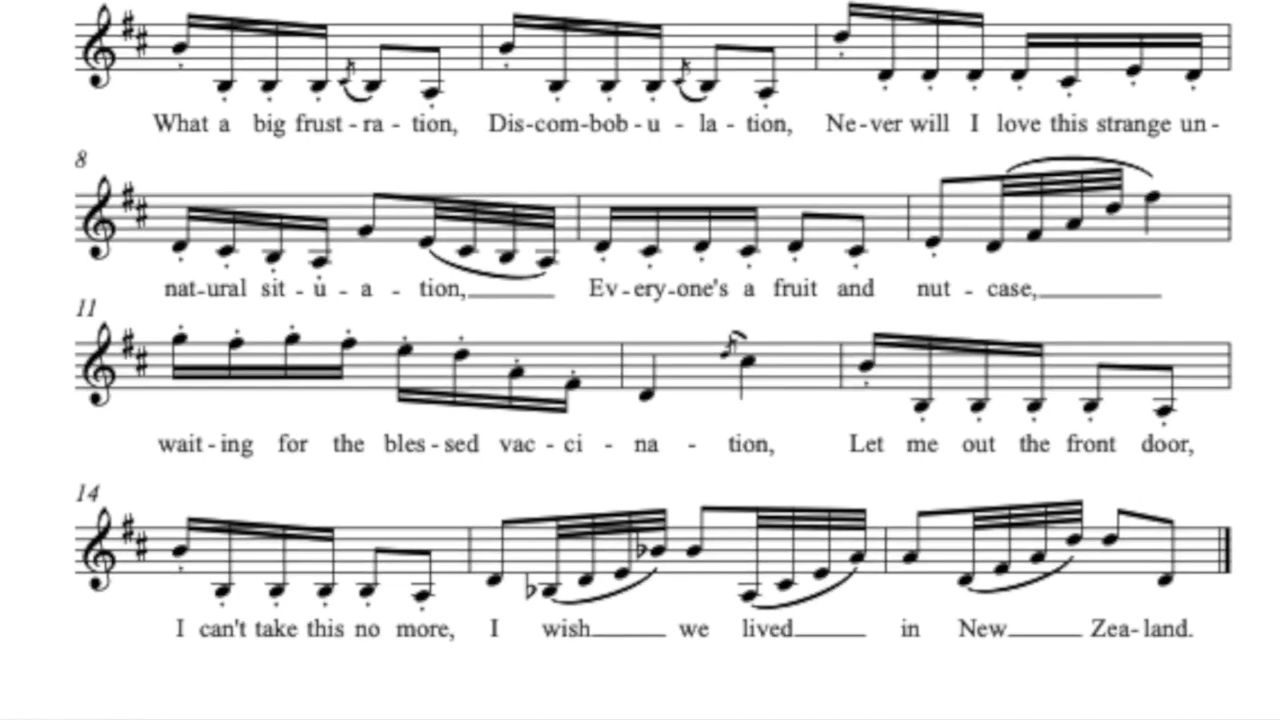 What a big frust - ra - tion, Dis - com - bob - u - la - tion, Ne - ver will I love this strange un -
8
nat - ural sit - u - a - tion, Ev - ery - one's a fruit and nut - case,
11
wait - ing for the bles - sed vac - ci - na - tion, Let me out the front door,
14
I can't take this no more, I wish we lived in New Zea - land.